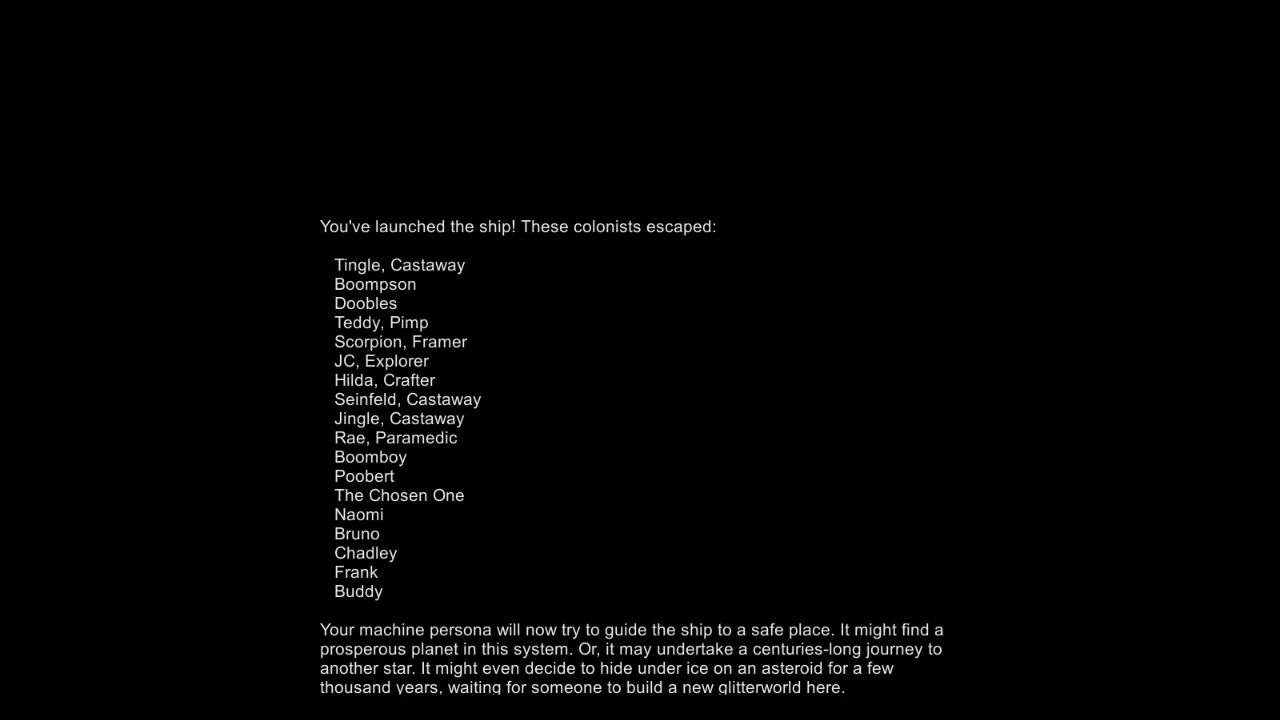 You've launched the ship! These colonists escaped:
Tingle, Castaway
Boompson
Doobles
Teddy, Pimp
Scorpion, Framer
JC, Explorer
Hilda, Crafter
Seinfeld, Castaway
Jingle, Castaway
Rae, Paramedic
Boomboy
Poobert
The Chosen One
Naomi
Bruno
Chadley
Frank
Buddy
Your machine persona will now try to guide the ship to a safe place. It might find a
prosperous planet in this system. Or, it may undertake a centuries-long journey to
another star. It might even decide to hide under ice on an asteroid for a few
thousand years, waiting for someone to build a new glitterworld here.